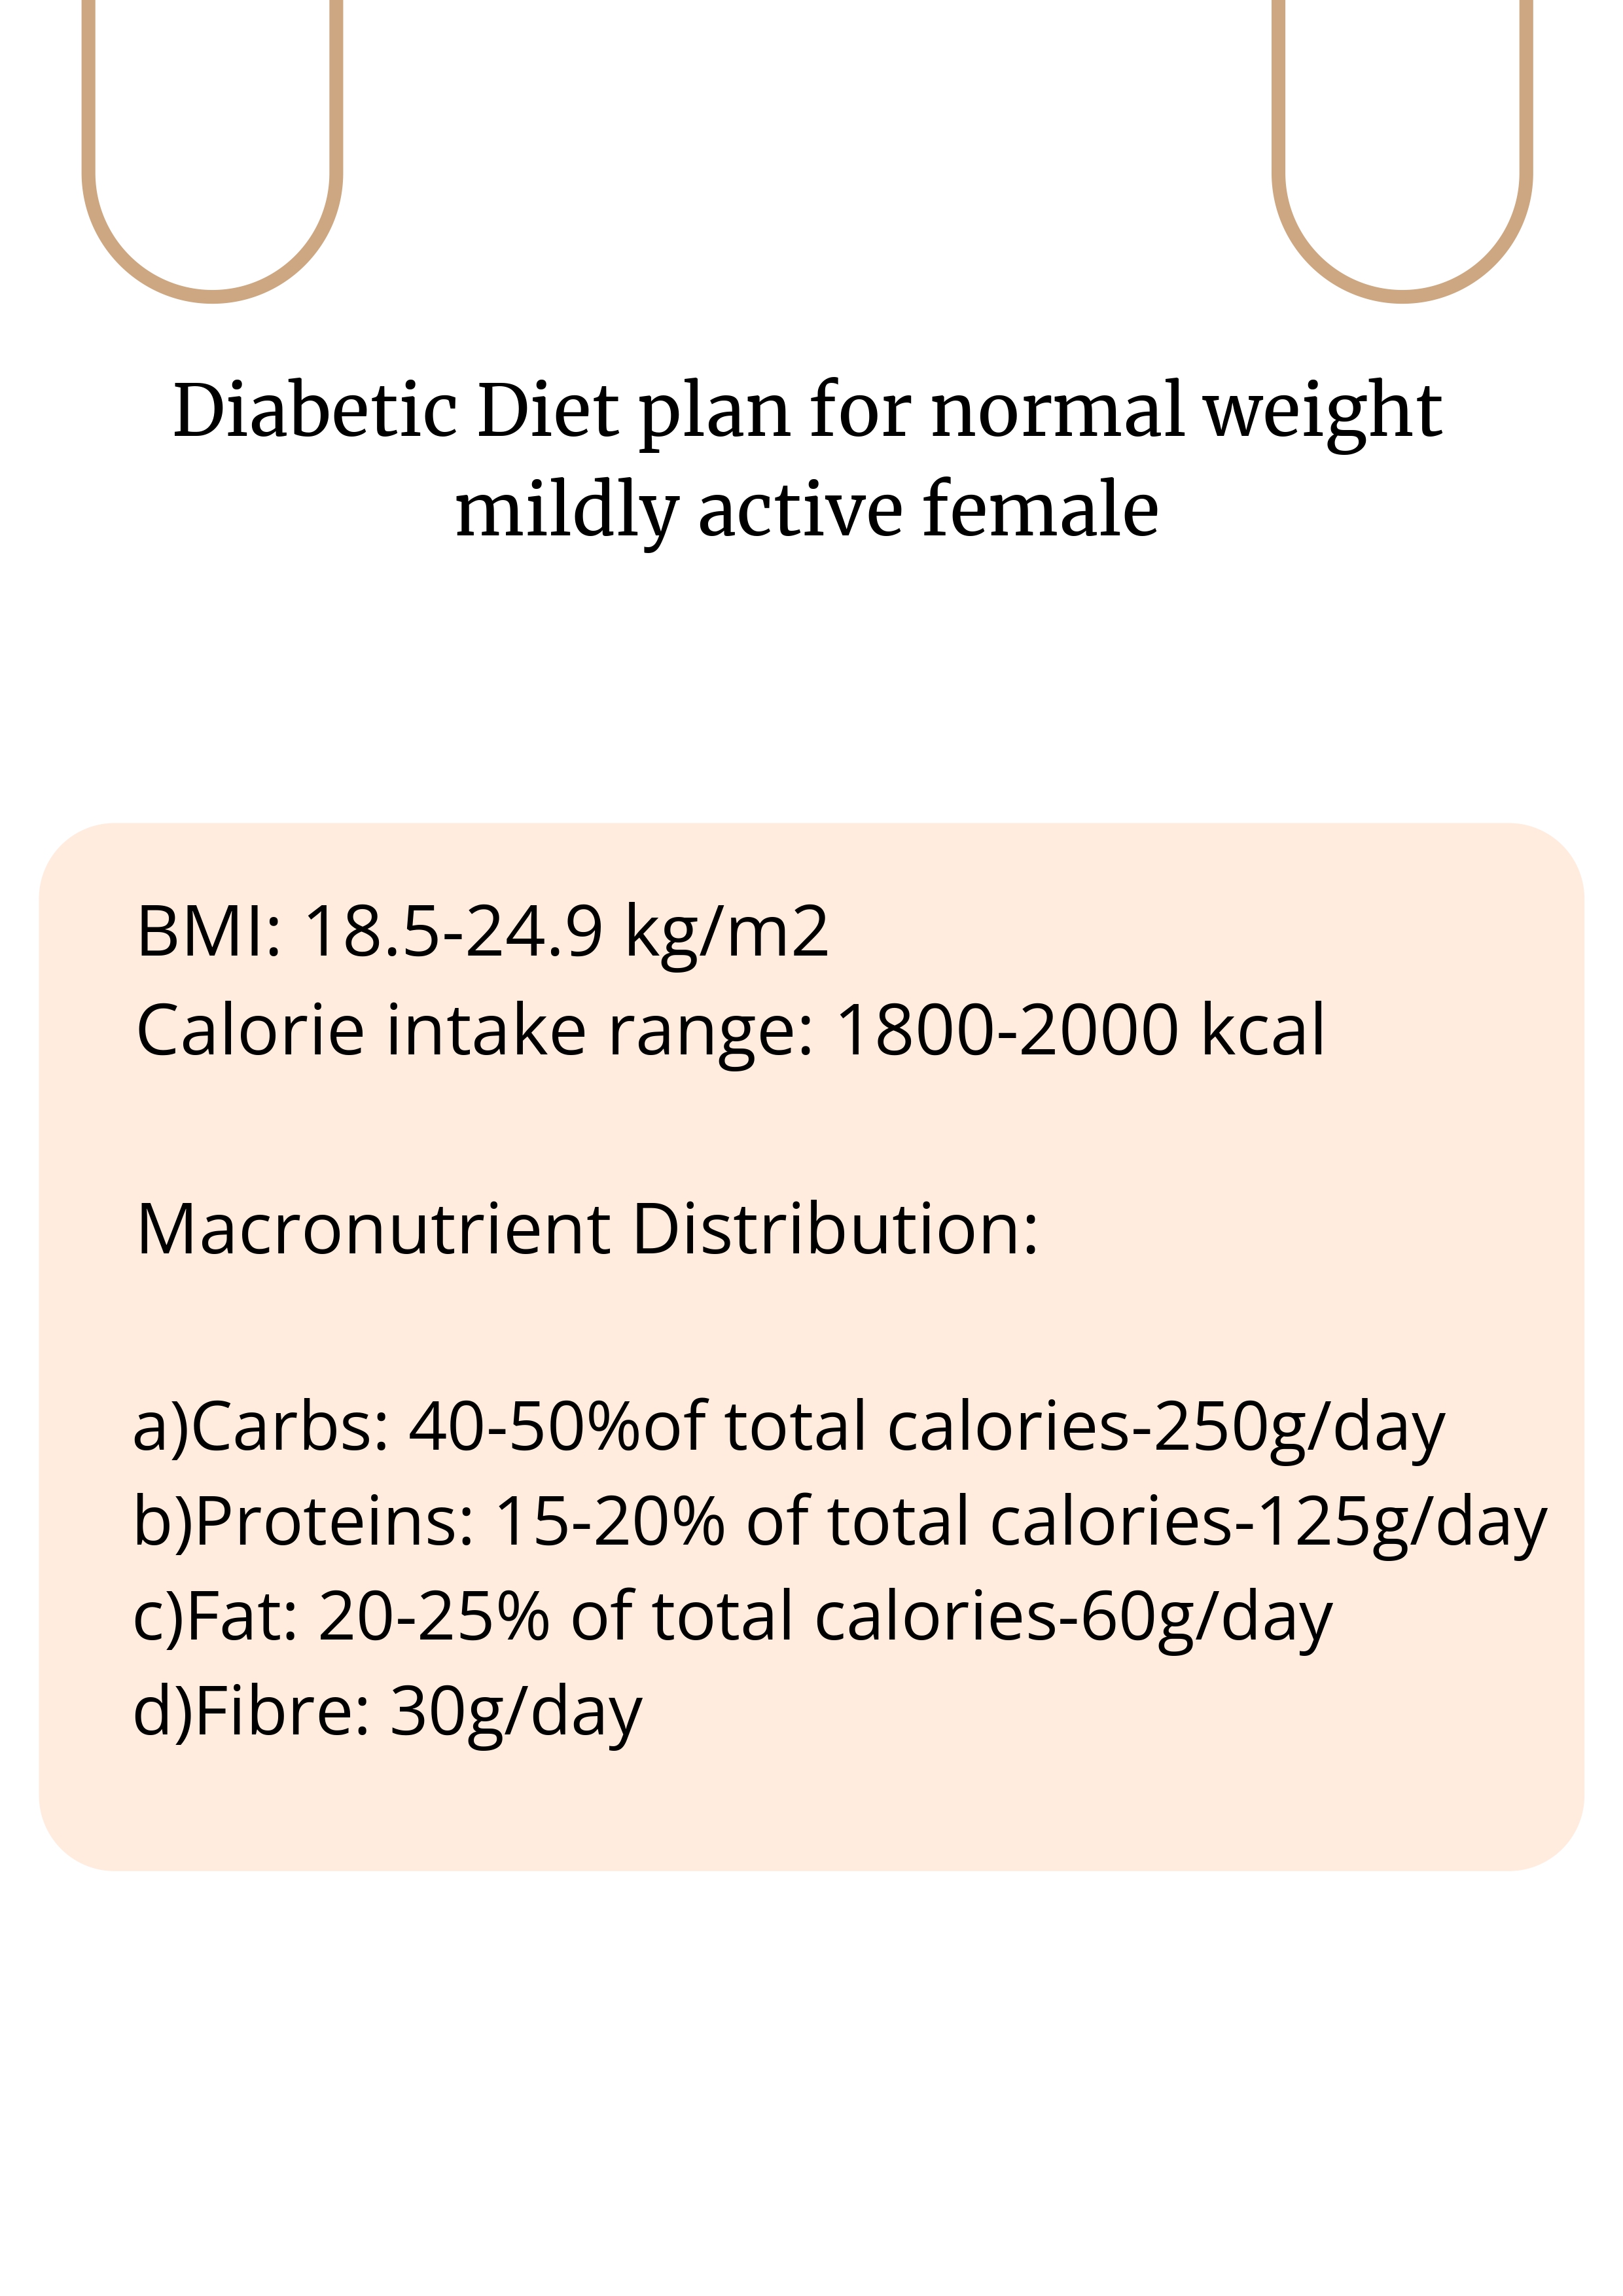 Diabetic Diet plan for normal weight
mildly active female
BMI: 18.5-24.9 kg/m2
Calorie intake range: 1800-2000 kcal
Macronutrient Distribution:
a)Carbs: 40-50%of total calories-250g/day
b)Proteins: 15-20% of total calories-125g/day
c)Fat: 20-25% of total calories-60g/day
d)Fibre: 30g/day